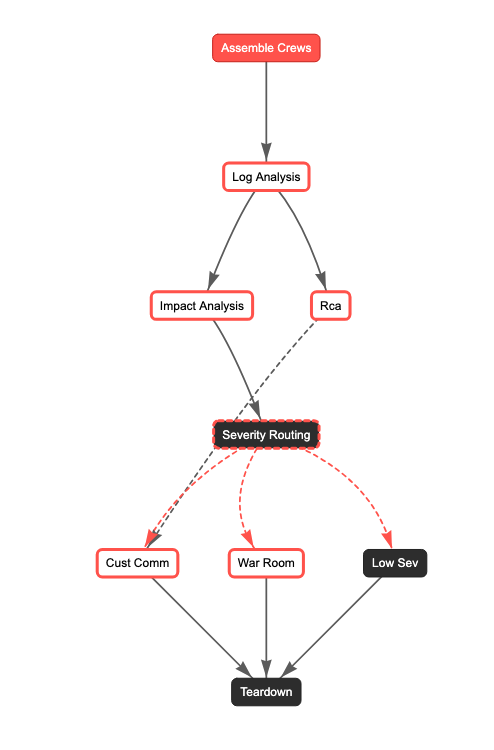 Assemble Crews
Log Analysis
Impact Analysis
Rca
Severity Routing
Cust Comm
War Room
Low Sev
Teardown